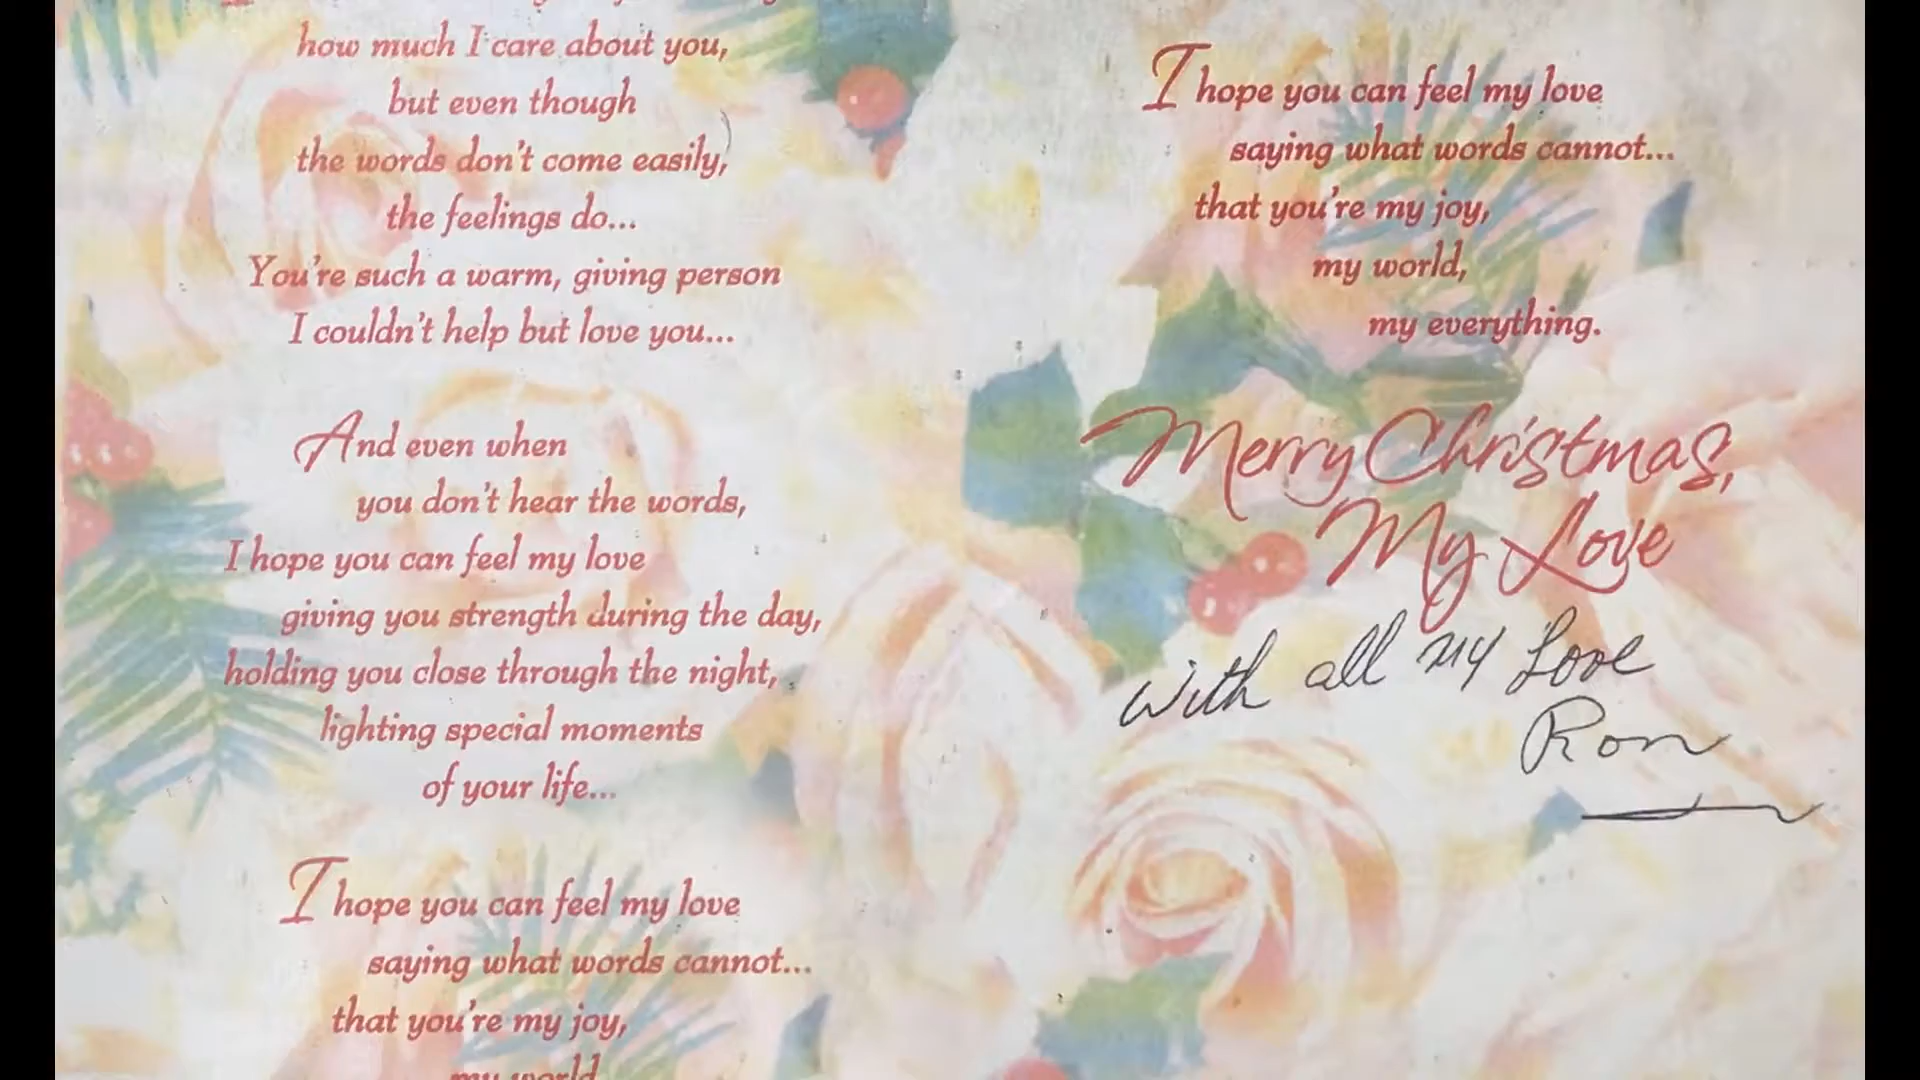 how much I care about you,
but even though
the words don't come easily,
the feelings do...
You're such a warm, giving person
I couldn't help but love you...
And even when
you don't hear the words,
I hope you can feel my love
giving you strength during the day,
holding you close through the night,
lighting special moments
of your life...
I hope you can feel my love
saying what words cannot...
that you're my joy,
my world
I hope you can feel my love
saying what words cannot...
that you're my joy,
my world,
my everything.
Merry Christmas,
My Love
With all my Love
Ron